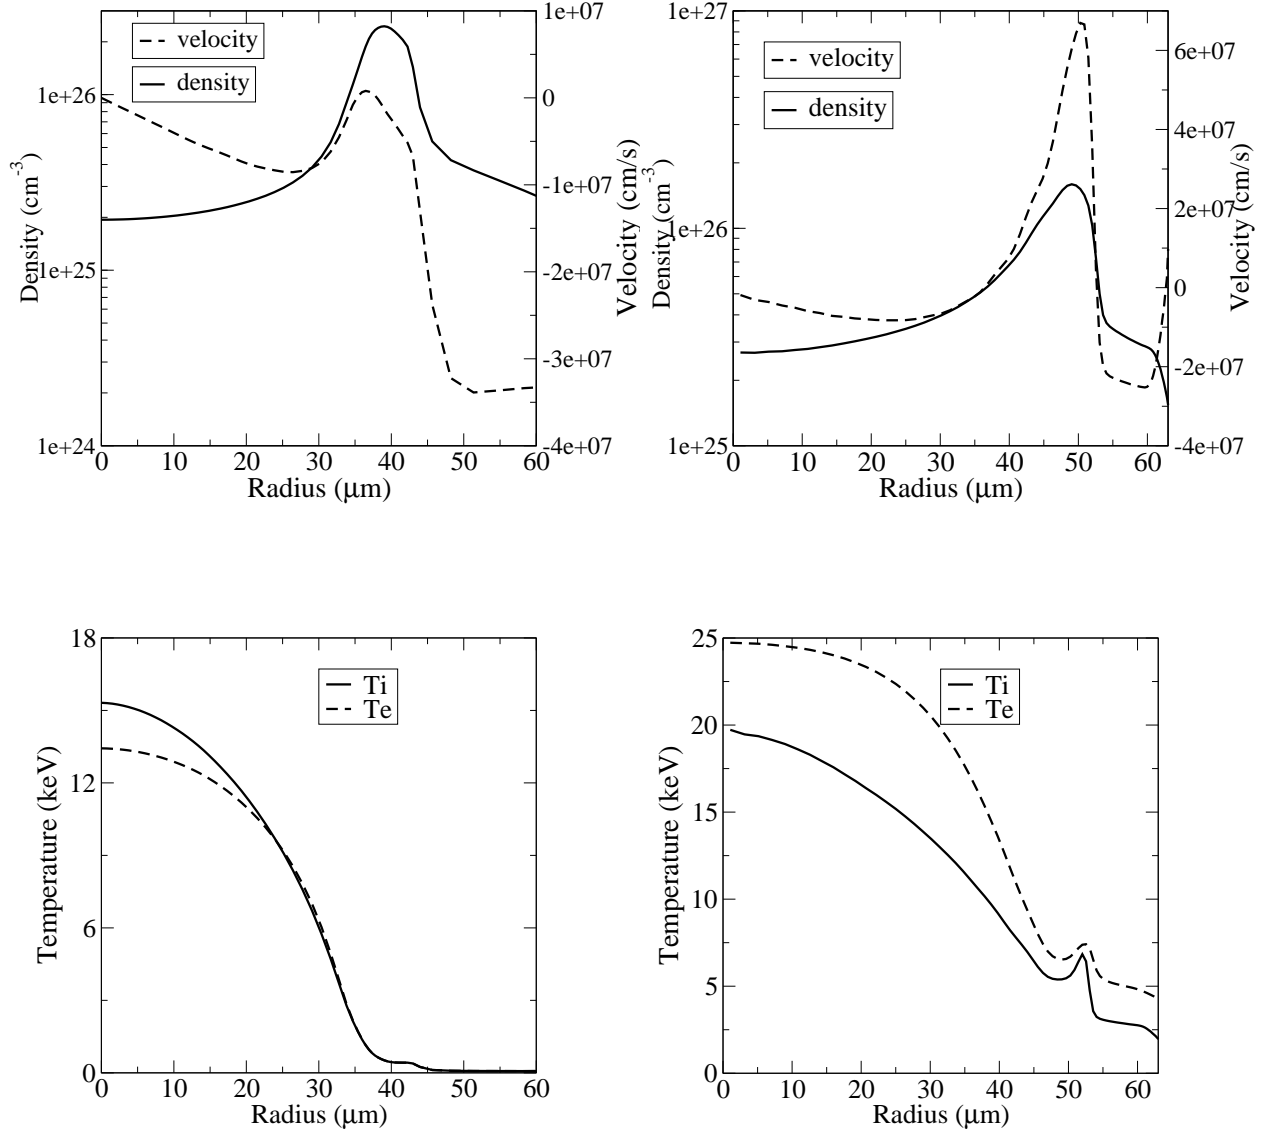 velocity
density
1e+26
1e+25
1e+24
Density (cm-3)
1e+07
0
-1e+07
-2e+07
-3e+07
-4e+07
Velocity (cm/s)
0 10 20 30 40 50 60
Radius (μm)
velocity
density
1e+27
1e+26
1e+25
Density (cm-3)
6e+07
4e+07
2e+07
0
-2e+07
-4e+07
Velocity (cm/s)
0 10 20 30 40 50 60
Radius (μm)
Ti
Te
18
12
6
0
Temperature (keV)
0 10 20 30 40 50 60
Radius (μm)
Ti
Te
25
20
15
10
5
0
Temperature (keV)
0 10 20 30 40 50 60
Radius (μm)